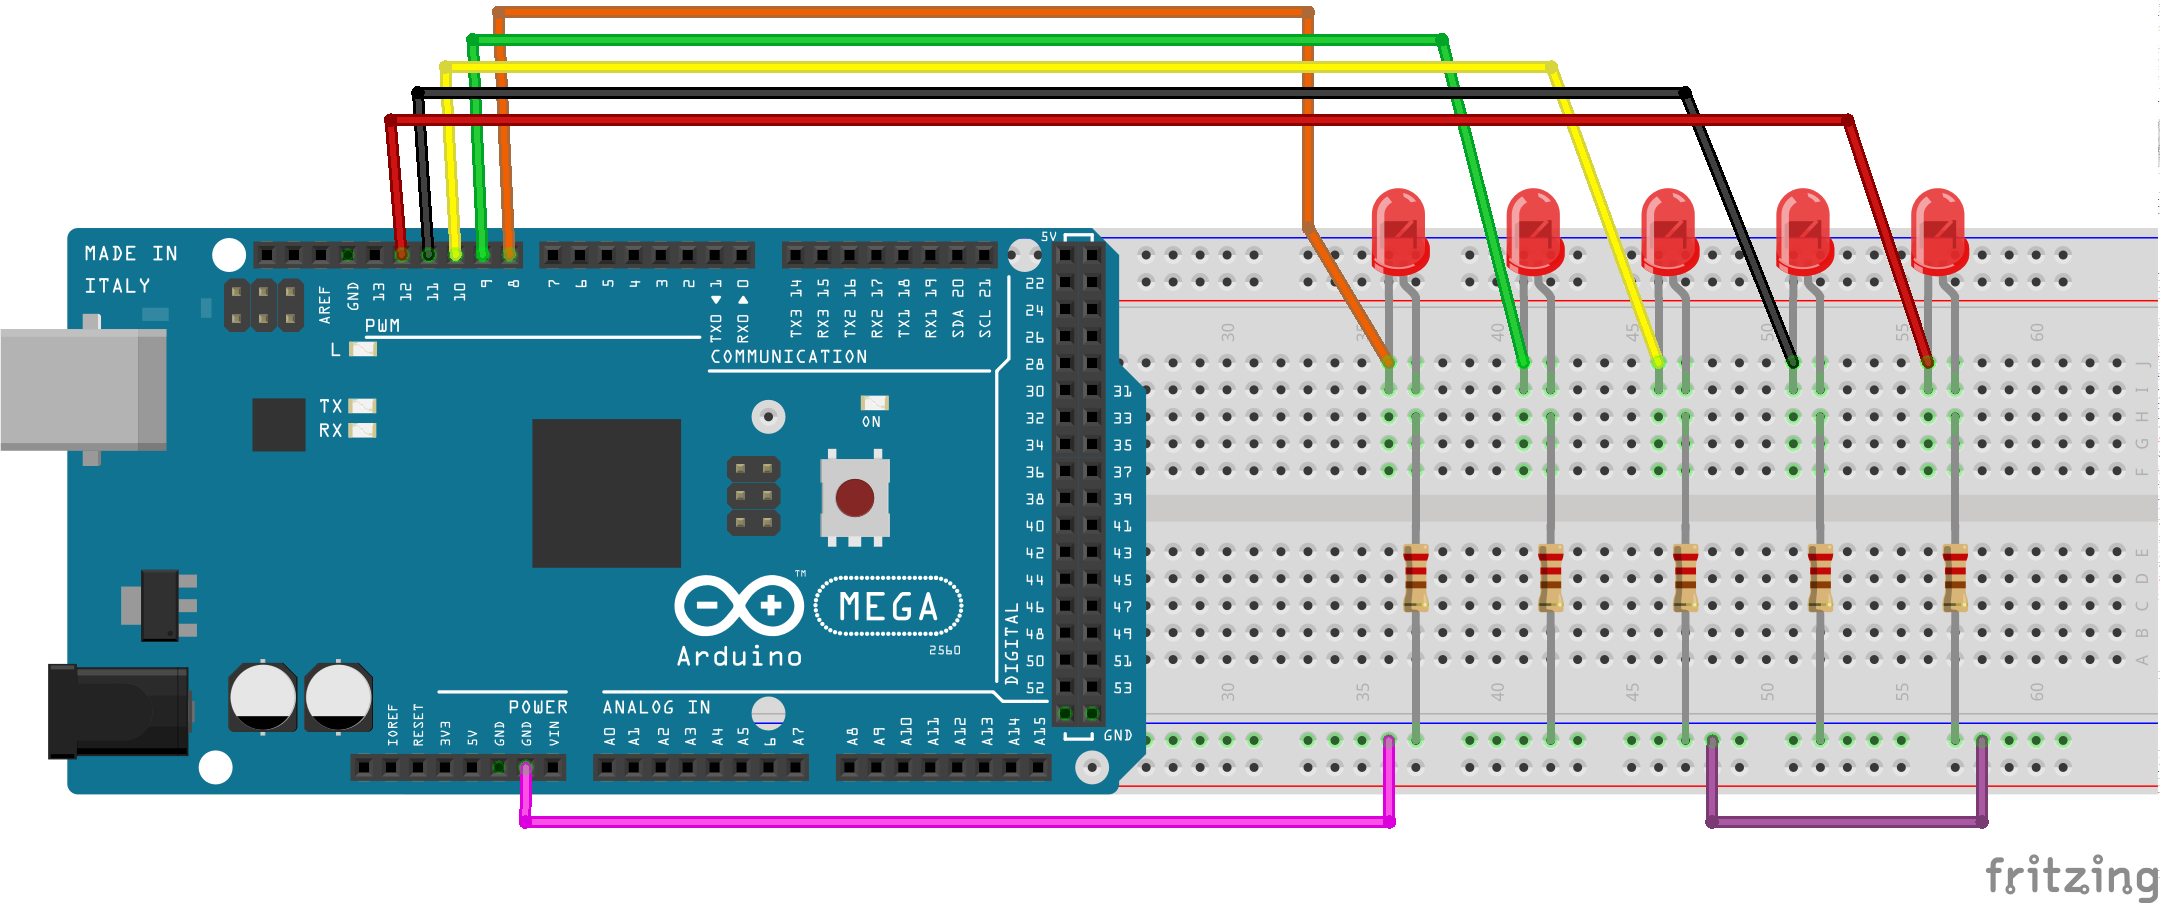 MADE IN
ITALY
AREF
GND
13
12
11
10
9
8
7
6
5
4
3
2
TX0 1
RX0 0
TX3 14
RX3 15
TX2 16
RX2 17
TX1 18
RX1 19
SDA 20
SCL 21
PWM
COMMUNICATION
L
TX
RX
ON
5V
22
24
26
28
30 31
32 33
34 35
36 37
38 39
40 41
42 43
44 45
46 47
48 49
50 51
52 53
GND
DIGITAL
TM
MEGA
2560
Arduino
POWER
ANALOG IN
IOREF
RESET
3V3
5V
GND
GND
VIN
A0
A1
A2
A3
A4
A5
6
A7
A8
A9
A10
A11
A12
A13
A14
A15
30 35 40 45 50 55 60
J
I
H
G
F
E
D
C
B
A
30 35 40 45 50 55 60
fritzing